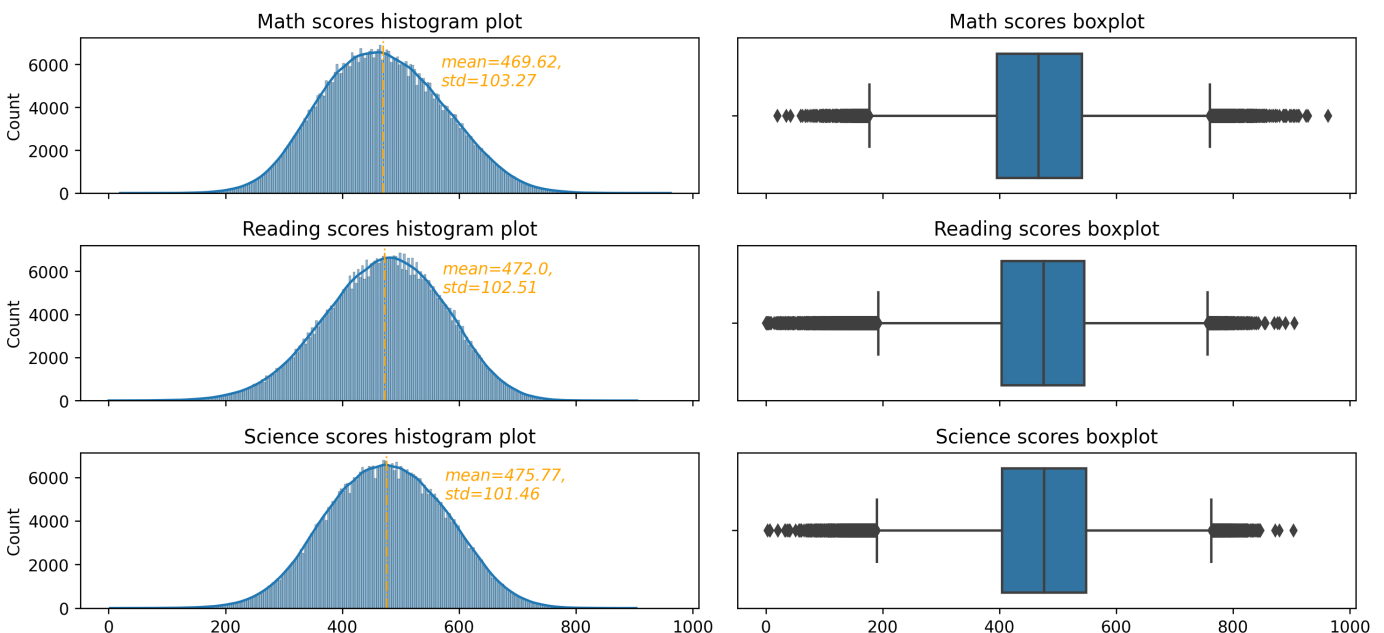 Math scores histogram plot
Math scores boxplot
mean=469.62,
std=103.27
Count
6000
4000
2000
0
Reading scores histogram plot
Reading scores boxplot
mean=472.0,
std=102.51
Count
6000
4000
2000
0
Science scores histogram plot
Science scores boxplot
mean=475.77,
std=101.46
Count
6000
4000
2000
0
0 200 400 600 800 1000
0 200 400 600 800 1000